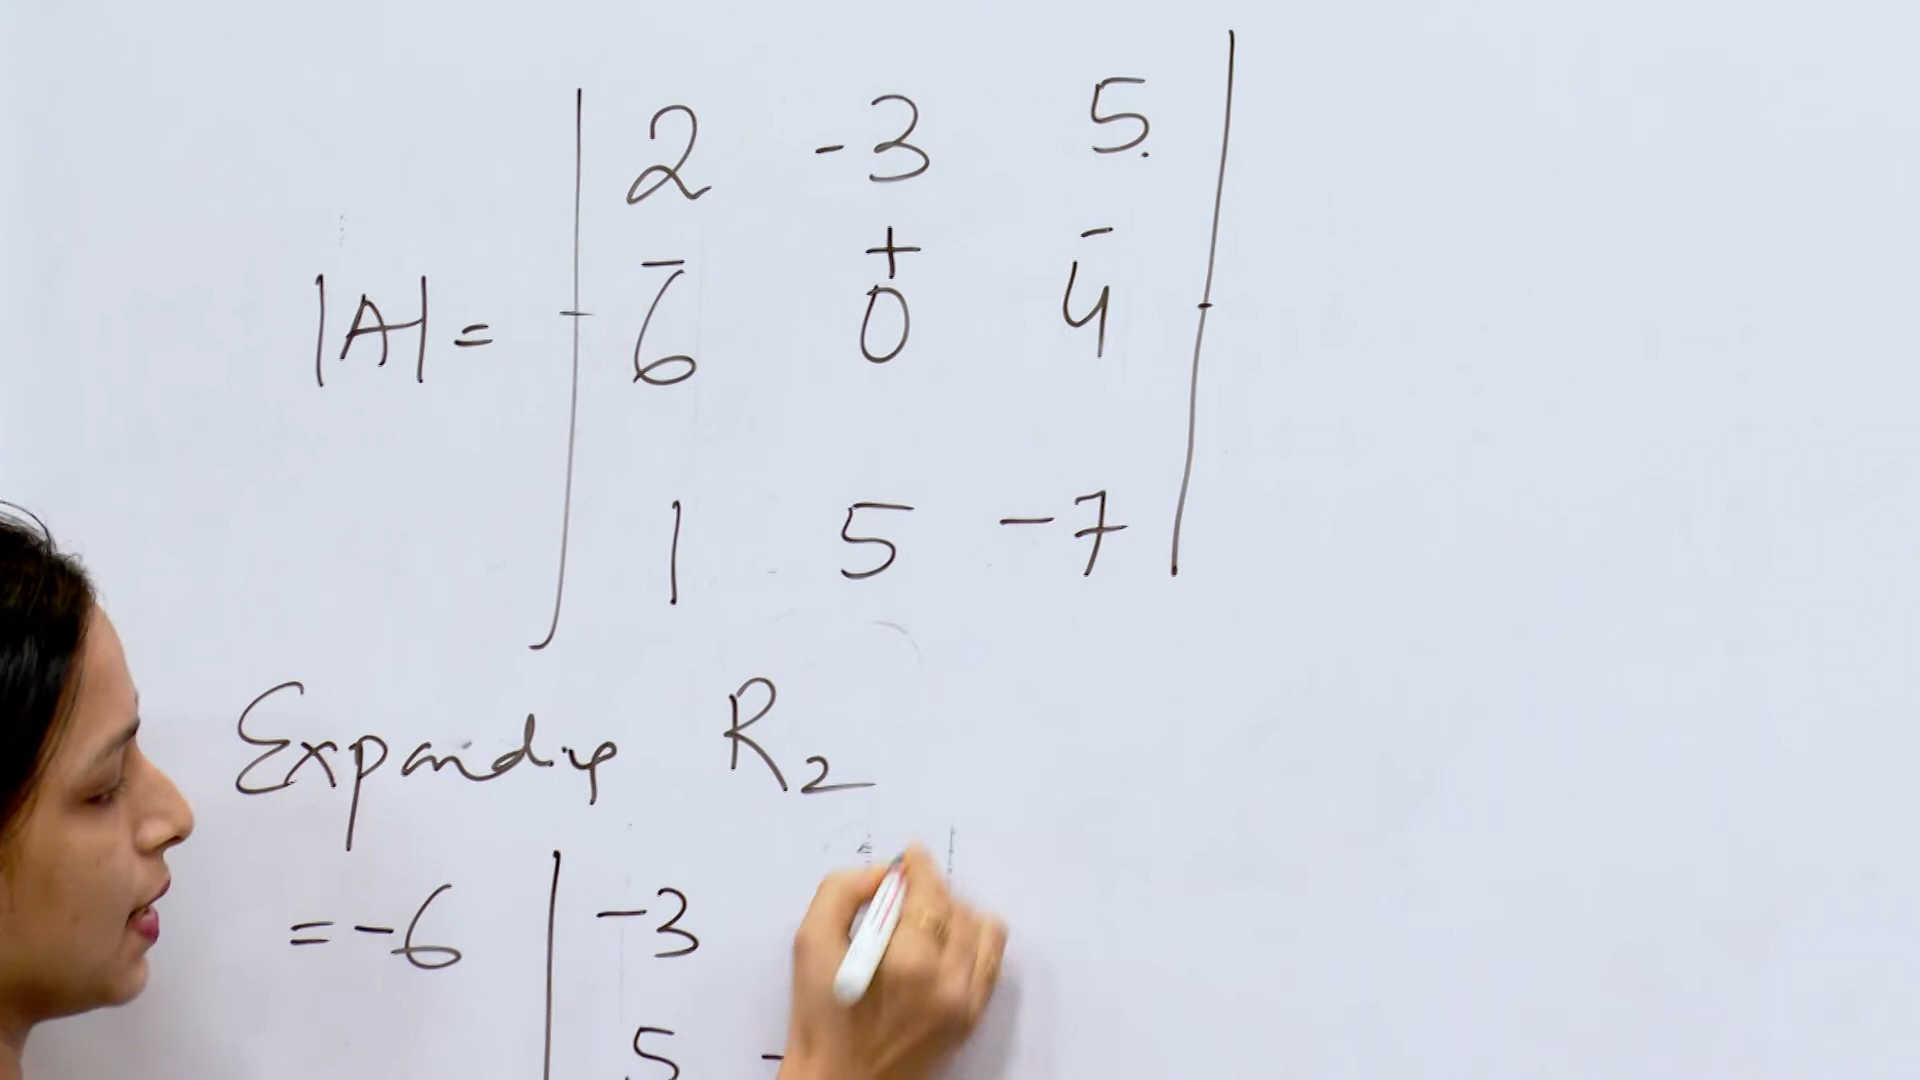 2 -3 5
- + -
|A| = 6 0 4
1 5 -7
Expanding R2
= -6 | -3
5 -